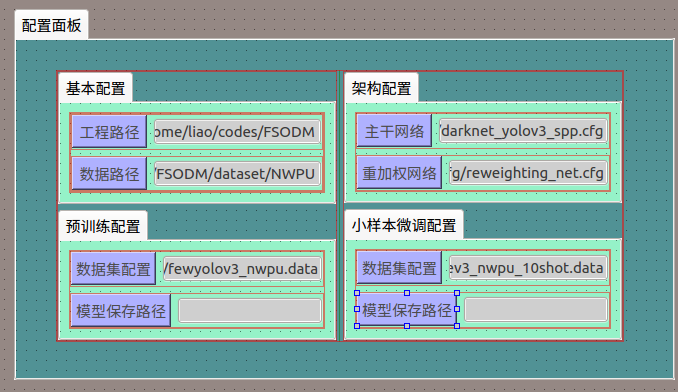 配置面板
基本配置
工程路径 ome/liao/codes/FSODM
数据路径 /FSODM/dataset/NWPU
架构配置
主干网络 /darknet_yolov3_spp.cfg
重加权网络 fg/reweighting_net.cfg
预训练配置
数据集配置 /fewyolov3_nwpu.data
模型保存路径
小样本微调配置
数据集配置 ev3_nwpu_10shot.data
模型保存路径